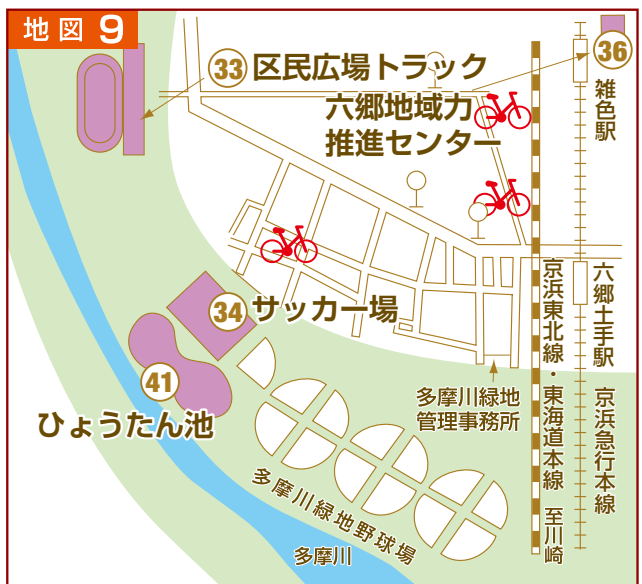 地図 9
33 区民広場トラック
36
六郷地域力
推進センター
雑色駅
34 サッカー場
41
ひょうたん池
六郷土手駅
京浜東北線・東海道本線 至川崎
京浜急行本線
多摩川緑地
管理事務所
多摩川緑地野球場
多摩川